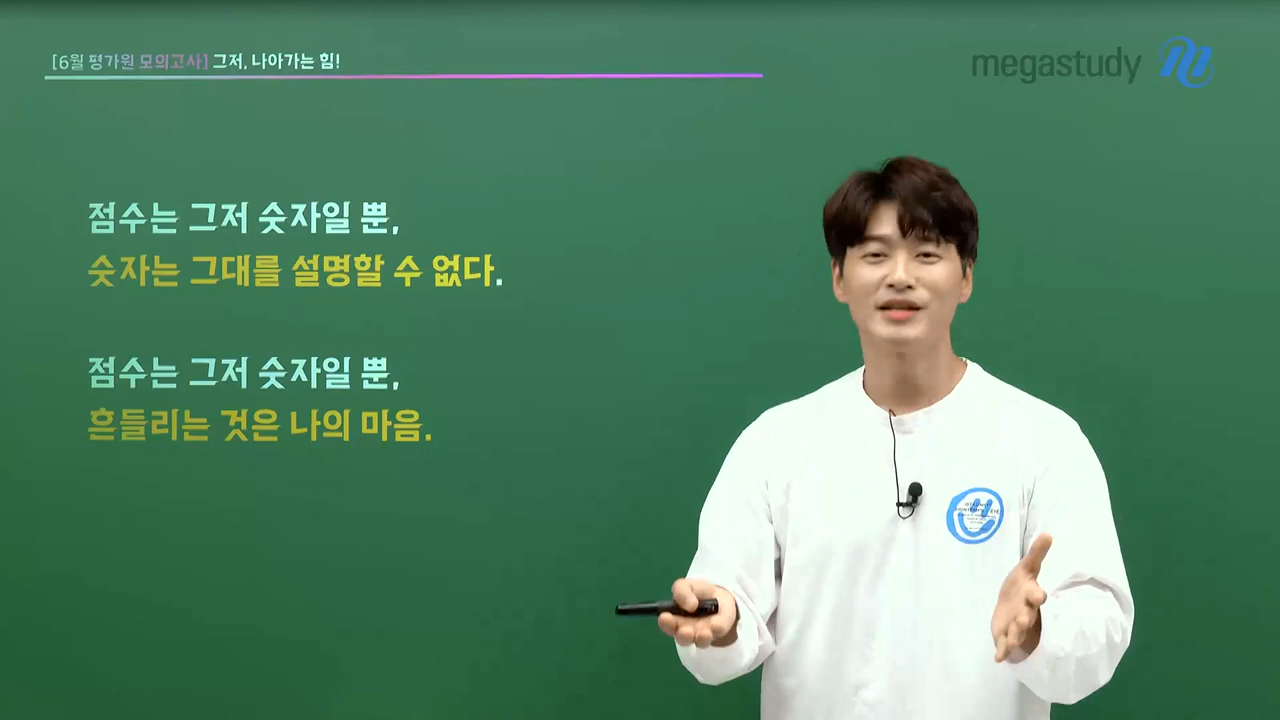 [6월 평가원 모의고사] 그저, 나아가는 힘!
megastudy
점수는 그저 숫자일 뿐,
숫자는 그대를 설명할 수 없다.
점수는 그저 숫자일 뿐,
흔들리는 것은 나의 마음.